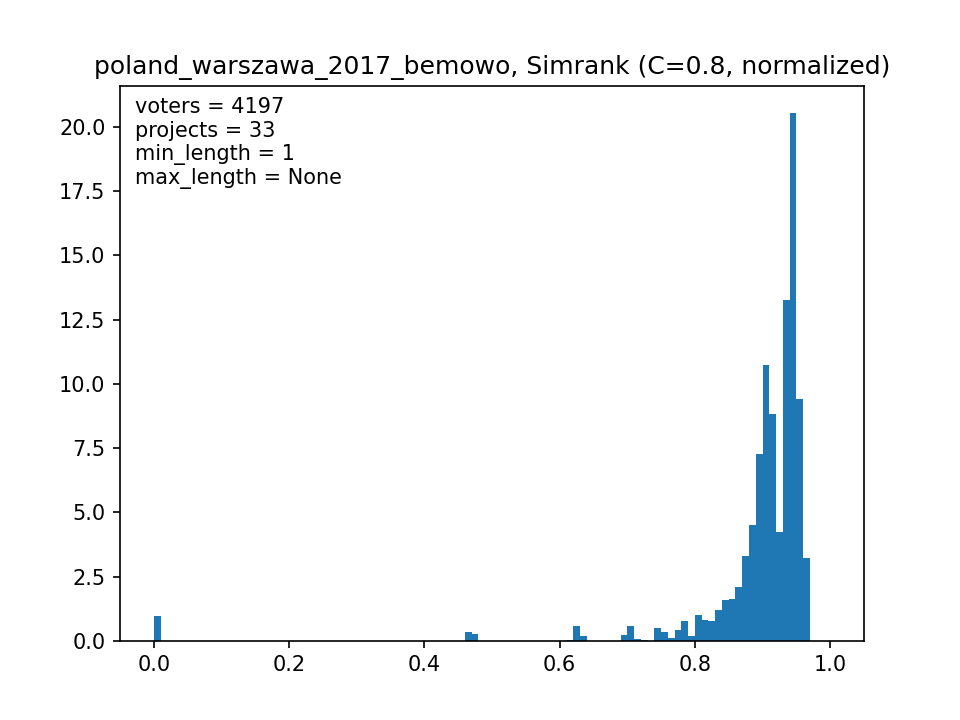 poland_warszawa_2017_bemowo, Simrank (C=0.8, normalized)
voters = 4197
projects = 33
min_length = 1
max_length = None
20.0
17.5
15.0
12.5
10.0
7.5
5.0
2.5
0.0
0.0 0.2 0.4 0.6 0.8 1.0